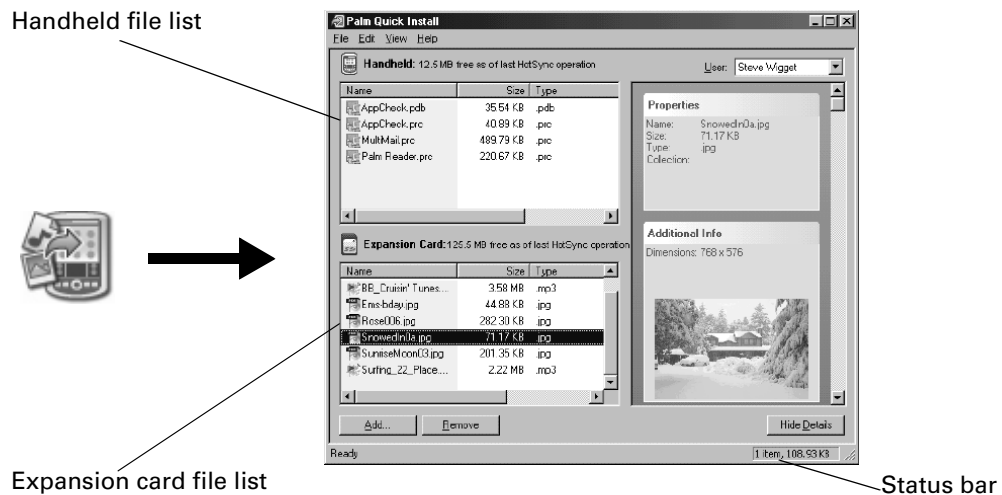 Handheld file list
Palm Quick Install
File Edit View Help
Handheld: 12.5 MB free as of last HotSync operation
User: Steve Wigget
Name Size Type
AppCheck.pdb 35.54 KB .pdb
AppCheck.prc 40.89 KB .prc
MultMail.prc 489.79 KB .prc
Palm Reader.prc 220.67 KB .prc
Properties
Name: SnowedIn0a.jpg
Size: 71.17 KB
Type: .jpg
Colection:
Expansion Card: 125.5 MB free as of last HotSync operation
Name Size Type
BB_Cruisin' Tunes.... 3.58 MB .mp3
Ems-bday.jpg 44.88 KB .jpg
Rose006.jpg 282.30 KB .jpg
SnowedIn0a.jpg 71.17 KB .jpg
SunriseMoon03.jpg 201.35 KB .jpg
Surfing_22_Place.... 2.22 MB .mp3
Additional Info
Dimensions: 768 x 576
Add... Remove Hide Details
Ready 1 item, 108.93 KB
Expansion card file list
Status bar